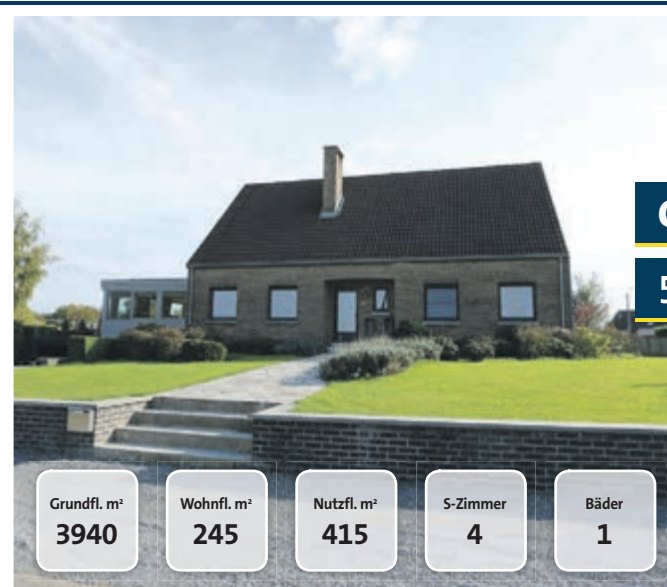 Grundfl. m²
3940
Wohnfl. m²
245
Nutzfl. m²
415
S-Zimmer
4
Bäder
1